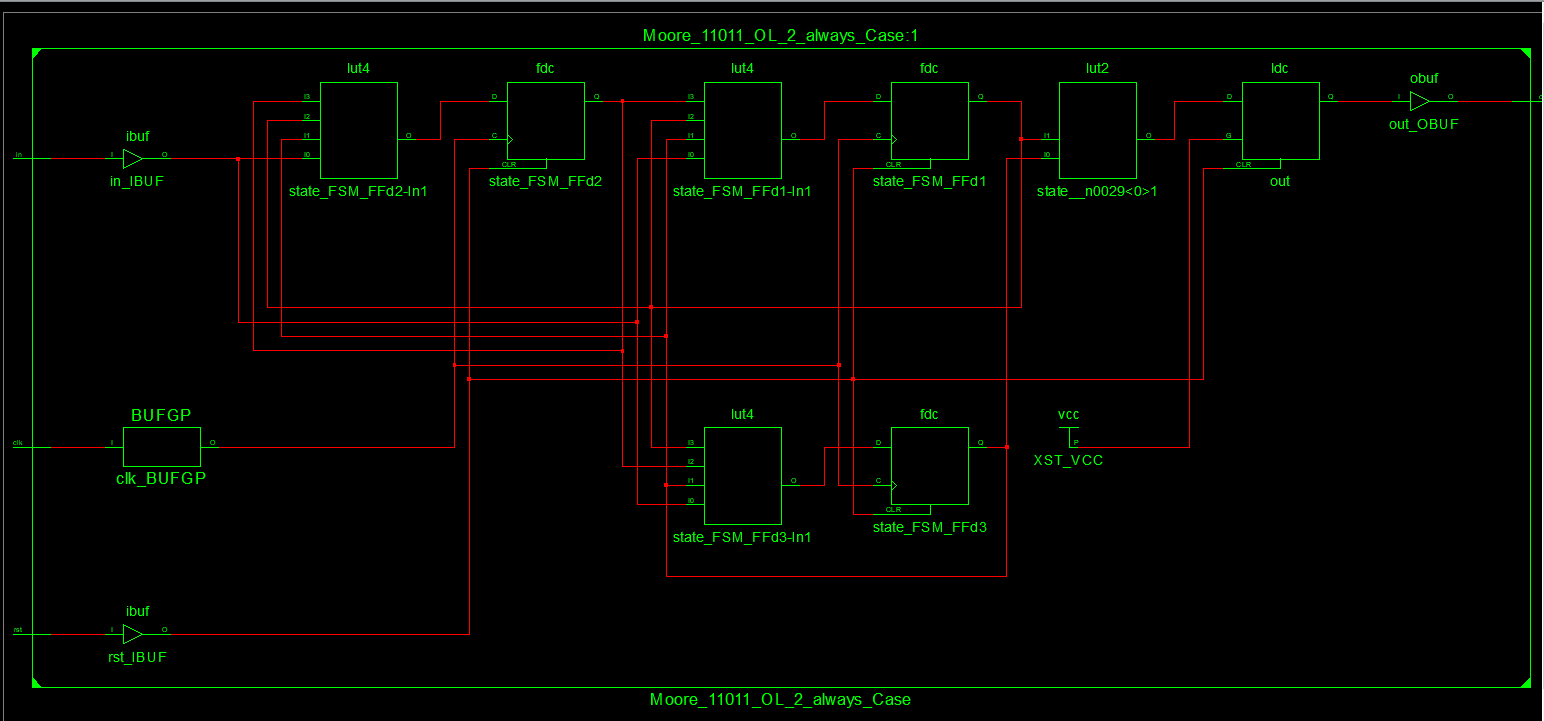 Moore_11011_OL_2_always_Case:1
lut4
fdc
lut4
fdc
lut2
ldc
obuf
I3
I2
I1
I0
O
D
C
CLR
Q
I3
I2
I1
I0
O
D
C
CLR
Q
I1
I0
O
D
G
CLR
Q
I
O
out_OBUF
ibuf
in
I
O
in_IBUF
state_FSM_FFd2-In1
state_FSM_FFd2
state_FSM_FFd1-In1
state_FSM_FFd1
state__n0029<0>1
out
BUFGP
clk
I
O
clk_BUFGP
lut4
fdc
vcc
I3
I2
I1
I0
O
D
C
CLR
Q
P
XST_VCC
state_FSM_FFd3-In1
state_FSM_FFd3
ibuf
rst
I
O
rst_IBUF
Moore_11011_OL_2_always_Case